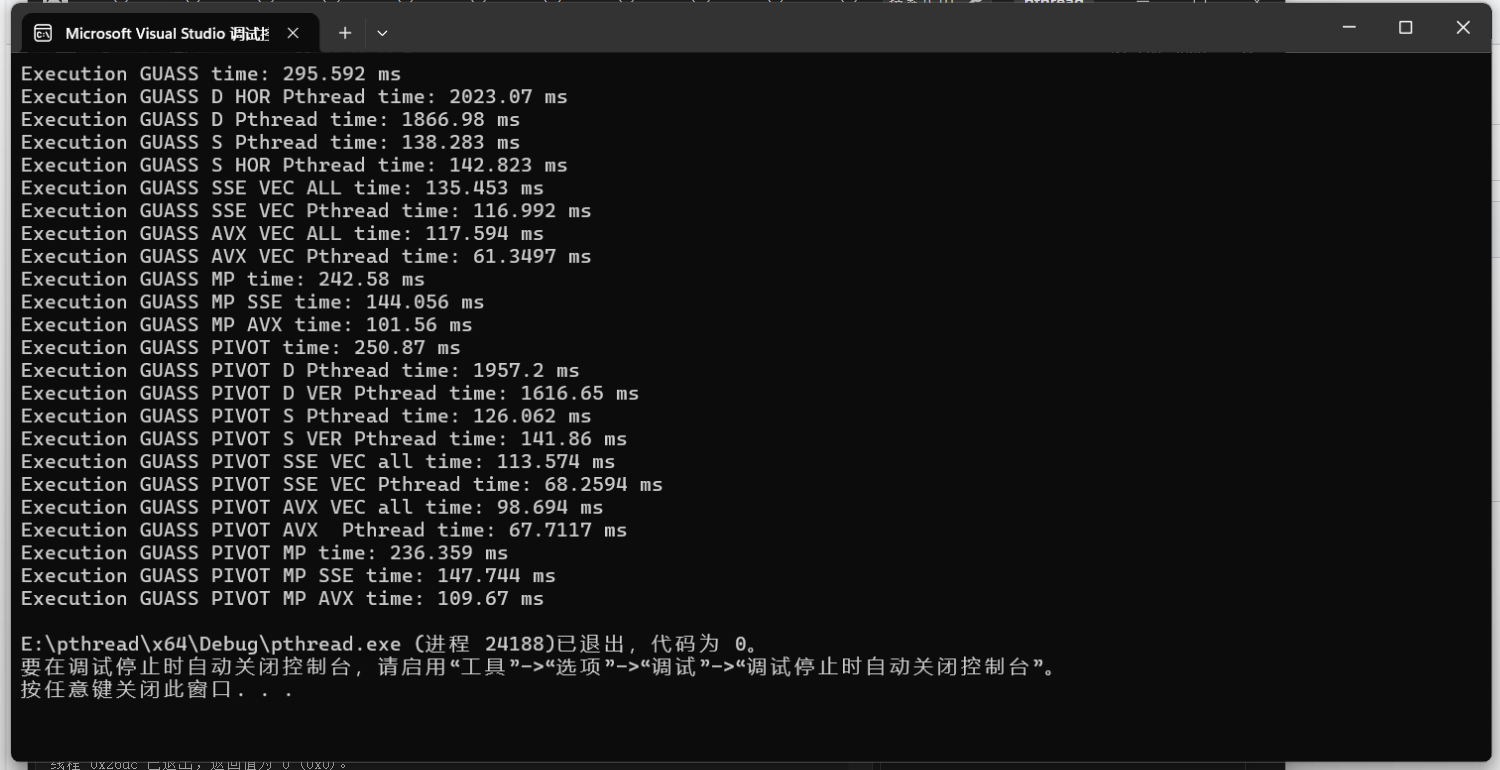 Microsoft Visual Studio 调试控
Execution GUASS time: 295.592 ms
Execution GUASS D HOR Pthread time: 2023.07 ms
Execution GUASS D Pthread time: 1866.98 ms
Execution GUASS S Pthread time: 138.283 ms
Execution GUASS S HOR Pthread time: 142.823 ms
Execution GUASS SSE VEC ALL time: 135.453 ms
Execution GUASS SSE VEC Pthread time: 116.992 ms
Execution GUASS AVX VEC ALL time: 117.594 ms
Execution GUASS AVX VEC Pthread time: 61.3497 ms
Execution GUASS MP time: 242.58 ms
Execution GUASS MP SSE time: 144.056 ms
Execution GUASS MP AVX time: 101.56 ms
Execution GUASS PIVOT time: 250.87 ms
Execution GUASS PIVOT D Pthread time: 1957.2 ms
Execution GUASS PIVOT D VER Pthread time: 1616.65 ms
Execution GUASS PIVOT S Pthread time: 126.062 ms
Execution GUASS PIVOT S VER Pthread time: 141.86 ms
Execution GUASS PIVOT SSE VEC all time: 113.574 ms
Execution GUASS PIVOT SSE VEC Pthread time: 68.2594 ms
Execution GUASS PIVOT AVX VEC all time: 98.694 ms
Execution GUASS PIVOT AVX  Pthread time: 67.7117 ms
Execution GUASS PIVOT MP time: 236.359 ms
Execution GUASS PIVOT MP SSE time: 147.744 ms
Execution GUASS PIVOT MP AVX time: 109.67 ms
E:\pthread\x64\Debug\pthread.exe (进程 24188)已退出，代码为 0。
要在调试停止时自动关闭控制台，请启用“工具”->“选项”->“调试”->“调试停止时自动关闭控制台”。
按任意键关闭此窗口. . .